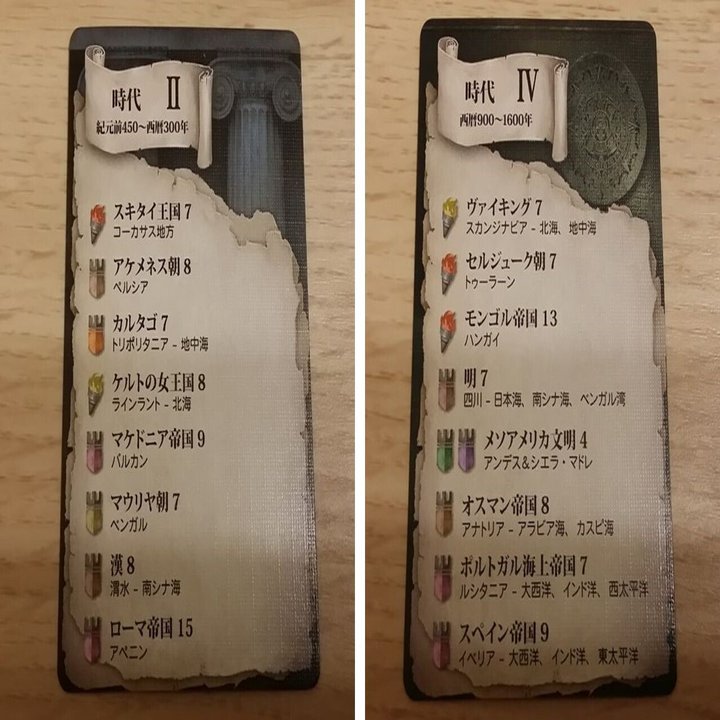 時代 Ⅱ
紀元前450～西暦300年
スキタイ王国 7
コーカサス地方
アケメネス朝 8
ペルシア
カルタゴ 7
トリポリタニア - 地中海
ケルトの女王国 8
ラインラント - 北海
マケドニア帝国 9
バルカン
マウリヤ朝 7
ベンガル
漢 8
渭水 - 南シナ海
ローマ帝国 15
アペニン
時代 Ⅳ
西暦900～1600年
ヴァイキング 7
スカンジナビア - 北海、地中海
セルジューク朝 7
トゥーラーン
モンゴル帝国 13
ハンガイ
明 7
四川 - 日本海、南シナ海、ベンガル湾
メソアメリカ文明 4
アンデス＆シエラ・マドレ
オスマン帝国 8
アナトリア - アラビア海、カスピ海
ポルトガル海上帝国 7
ルシタニア - 大西洋、インド洋、西太平洋
スペイン帝国 9
イベリア - 大西洋、インド洋、東太平洋